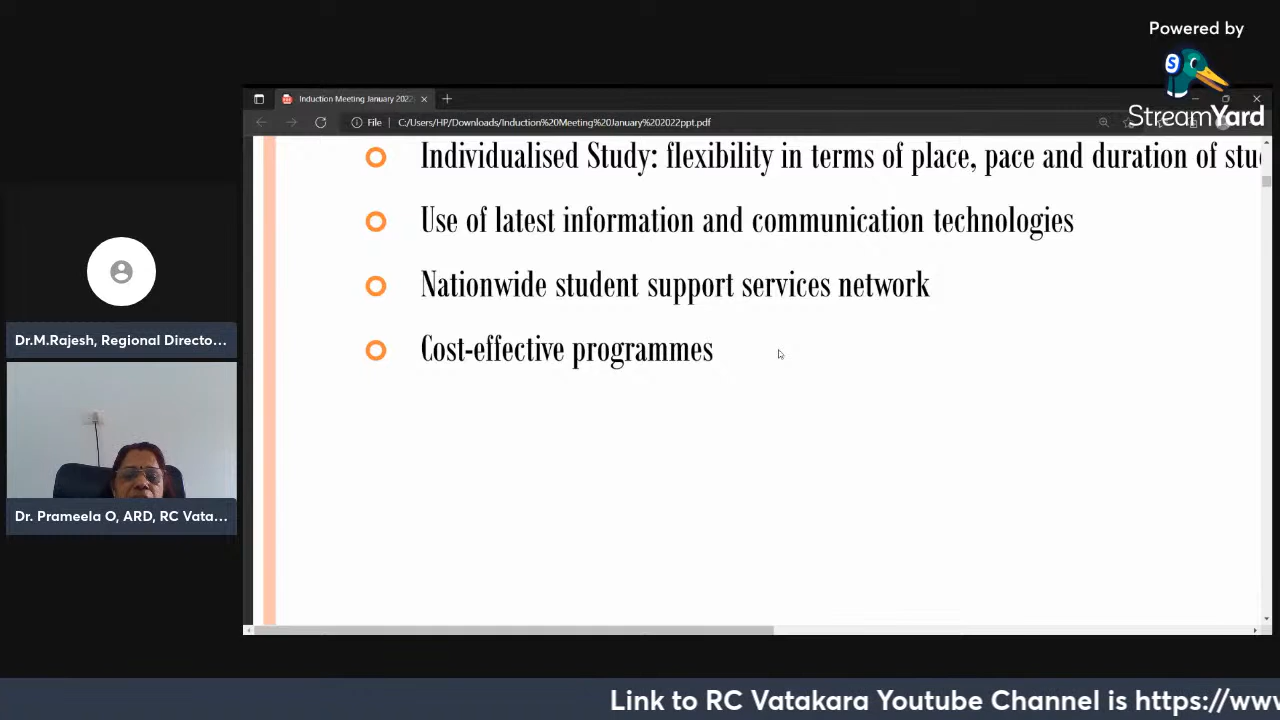 Powered by
StreamYard
Induction Meeting January 2022
File
C:/Users/HP/Downloads/Induction%20Meeting%20January%202022ppt.pdf
Individualised Study: flexibility in terms of place, pace and duration of stu
Use of latest information and communication technologies
Nationwide student support services network
Cost-effective programmes
Dr.M.Rajesh, Regional Directo...
Dr. Prameela O, ARD, RC Vata...
Link to RC Vatakara Youtube Channel is https://ww